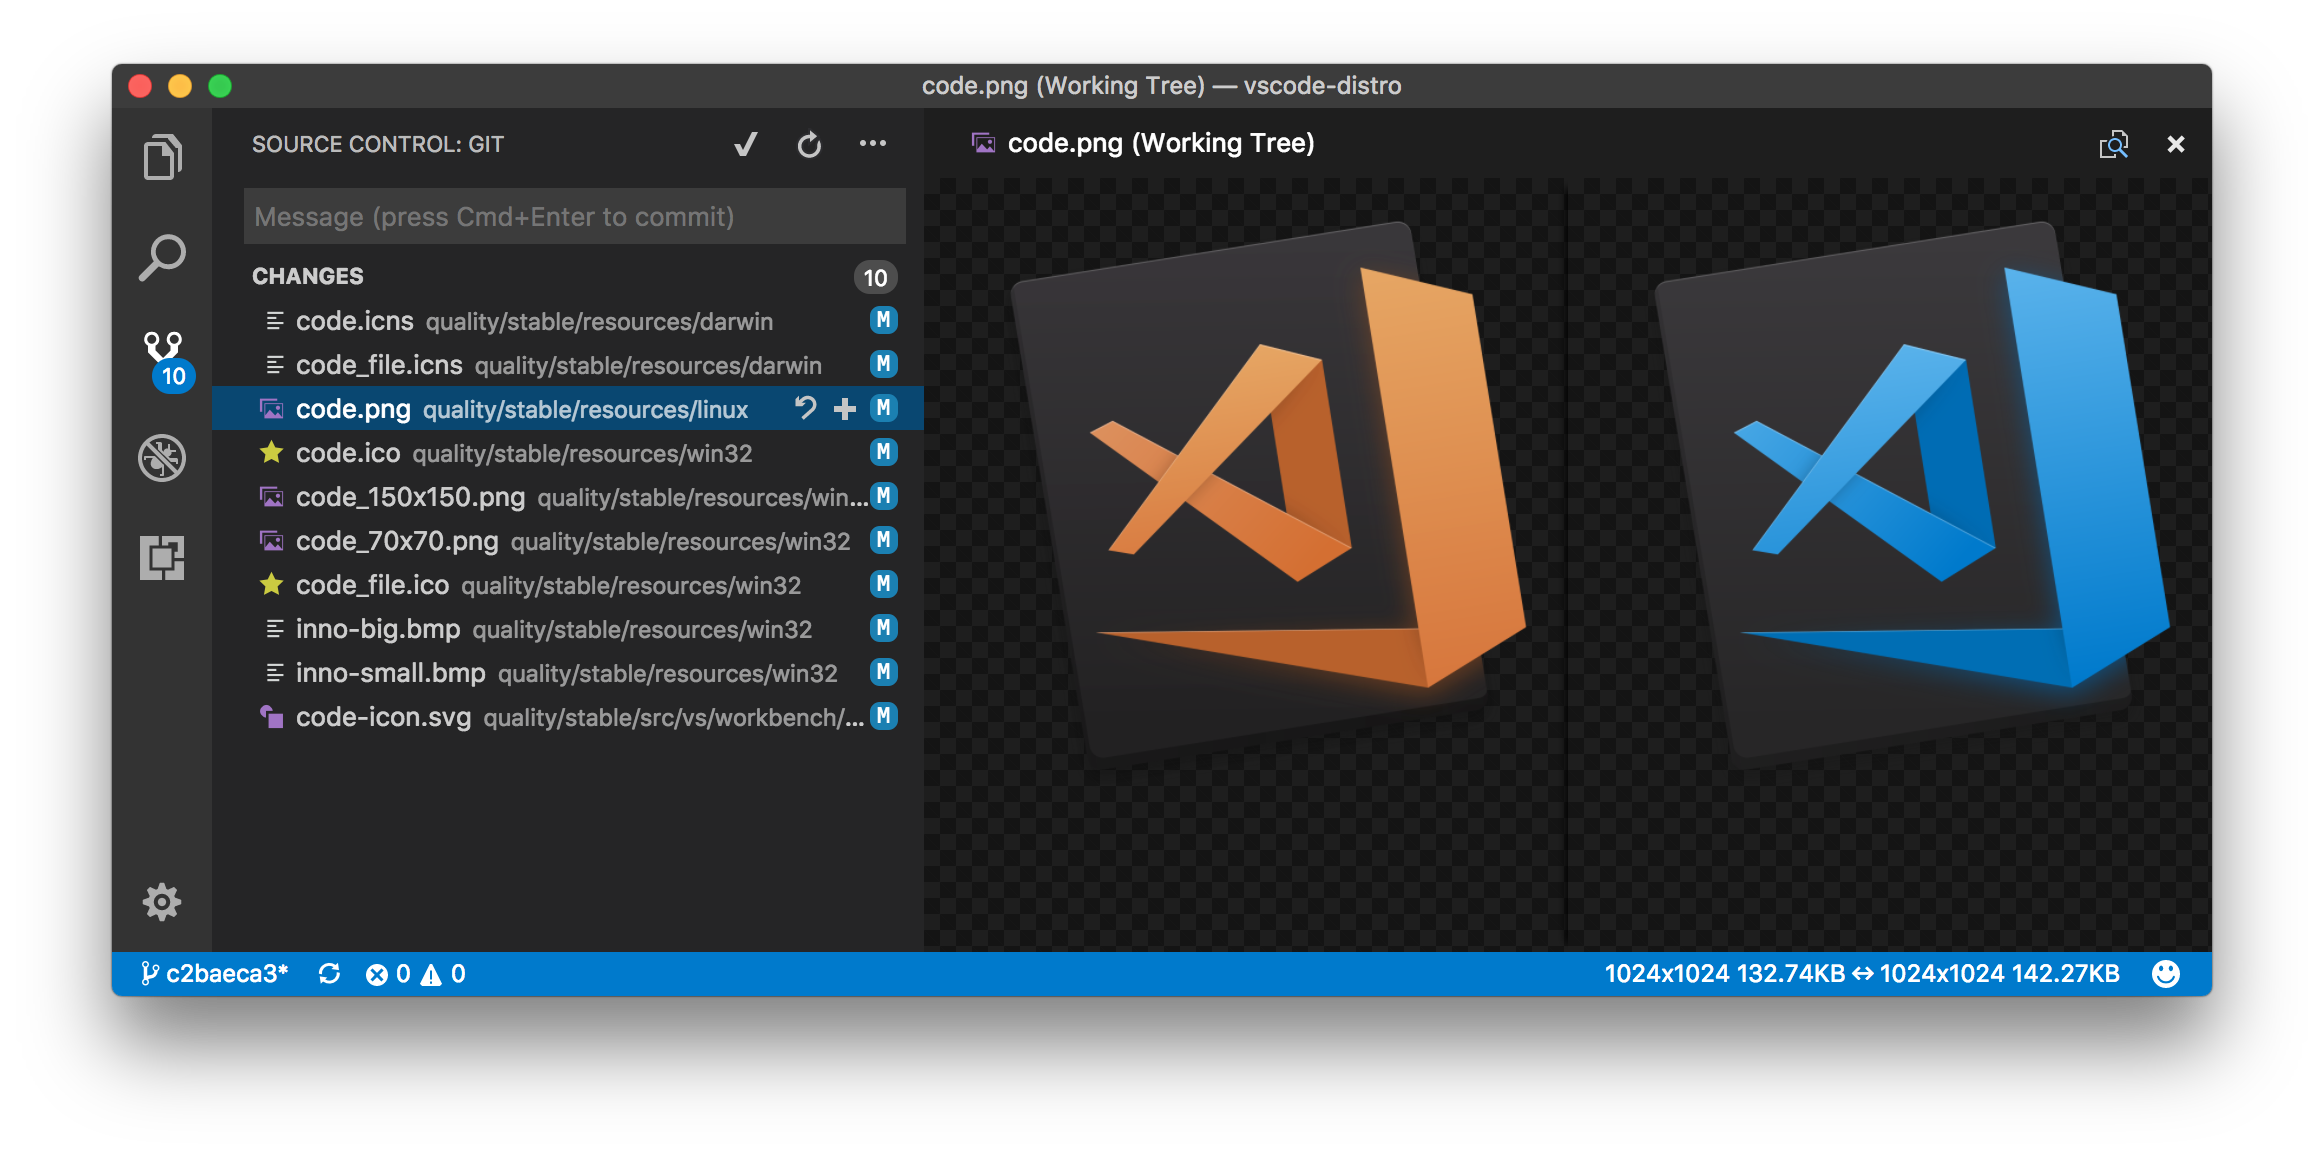 code.png (Working Tree) — vscode-distro
SOURCE CONTROL: GIT
Message (press Cmd+Enter to commit)
CHANGES 10
code.icns quality/stable/resources/darwin M
code_file.icns quality/stable/resources/darwin M
10
code.png quality/stable/resources/linux M
code.ico quality/stable/resources/win32 M
code_150x150.png quality/stable/resources/win... M
code_70x70.png quality/stable/resources/win32 M
code_file.ico quality/stable/resources/win32 M
inno-big.bmp quality/stable/resources/win32 M
inno-small.bmp quality/stable/resources/win32 M
code-icon.svg quality/stable/src/vs/workbench/... M
code.png (Working Tree)
c2baeca3* 0 0
1024x1024 132.74KB ↔ 1024x1024 142.27KB